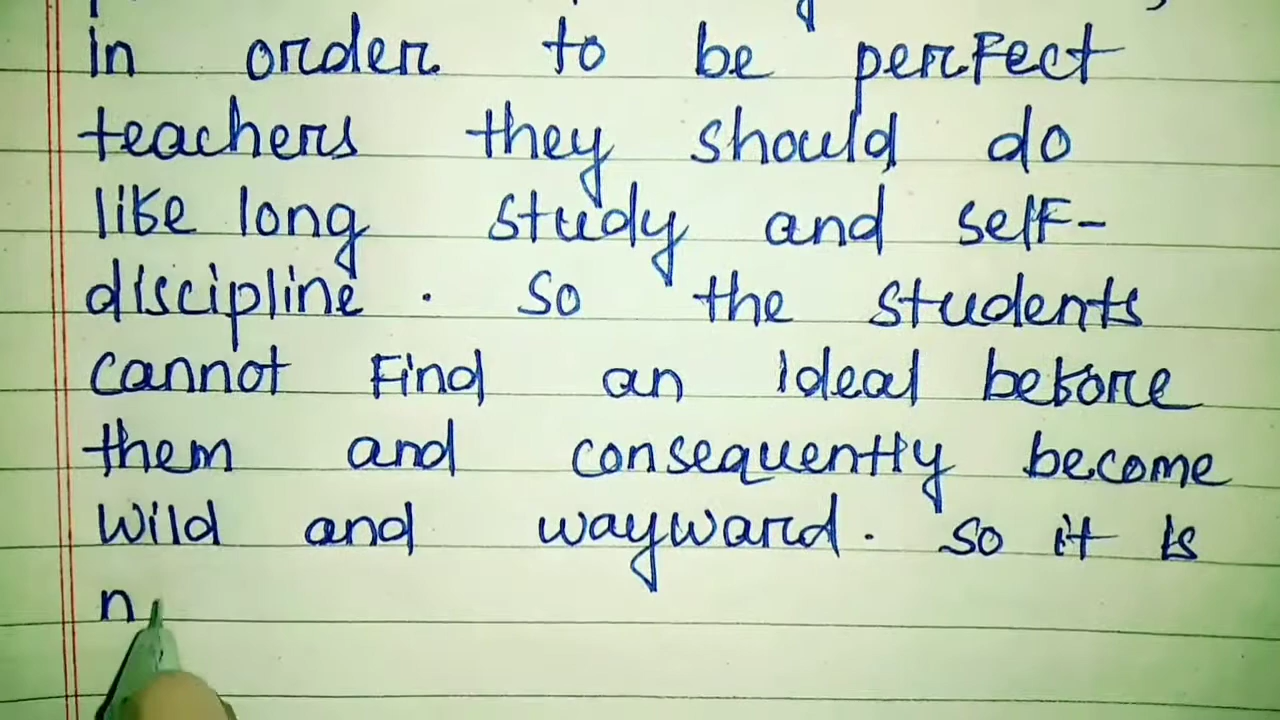 in order to be perfect
teachers they should do
like long study and self-
discipline. So the students
cannot find an Ideal before
them and consequently become
wild and wayward. So it is
n